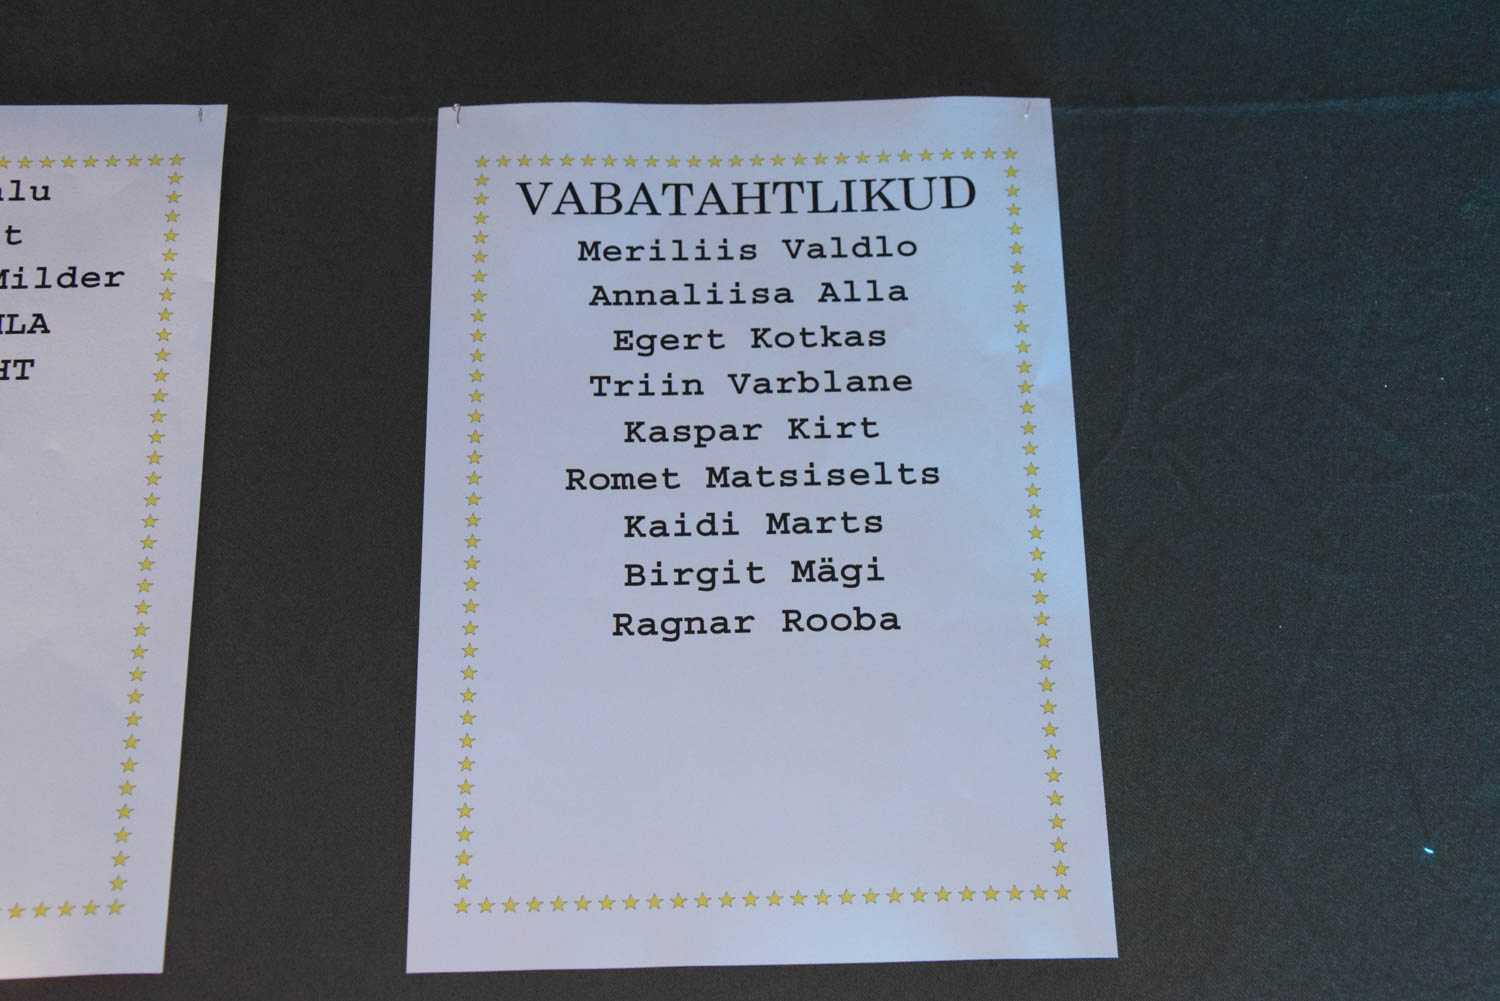 Milder
VABATAHTLIKUD
Meriliis Valdlo
Annaliisa Alla
Egert Kotkas
Triin Varblane
Kaspar Kirt
Romet Matsiselts
Kaidi Marts
Birgit Mägi
Ragnar Rooba